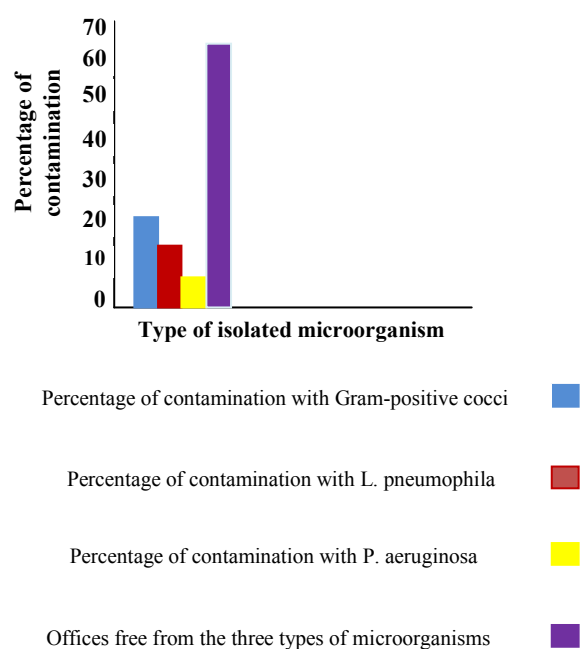 Percentage of
contamination
70
60
50
40
30
20
10
0
Type of isolated microorganism
Percentage of contamination with Gram-positive cocci
Percentage of contamination with L. pneumophila
Percentage of contamination with P. aeruginosa
Offices free from the three types of microorganisms